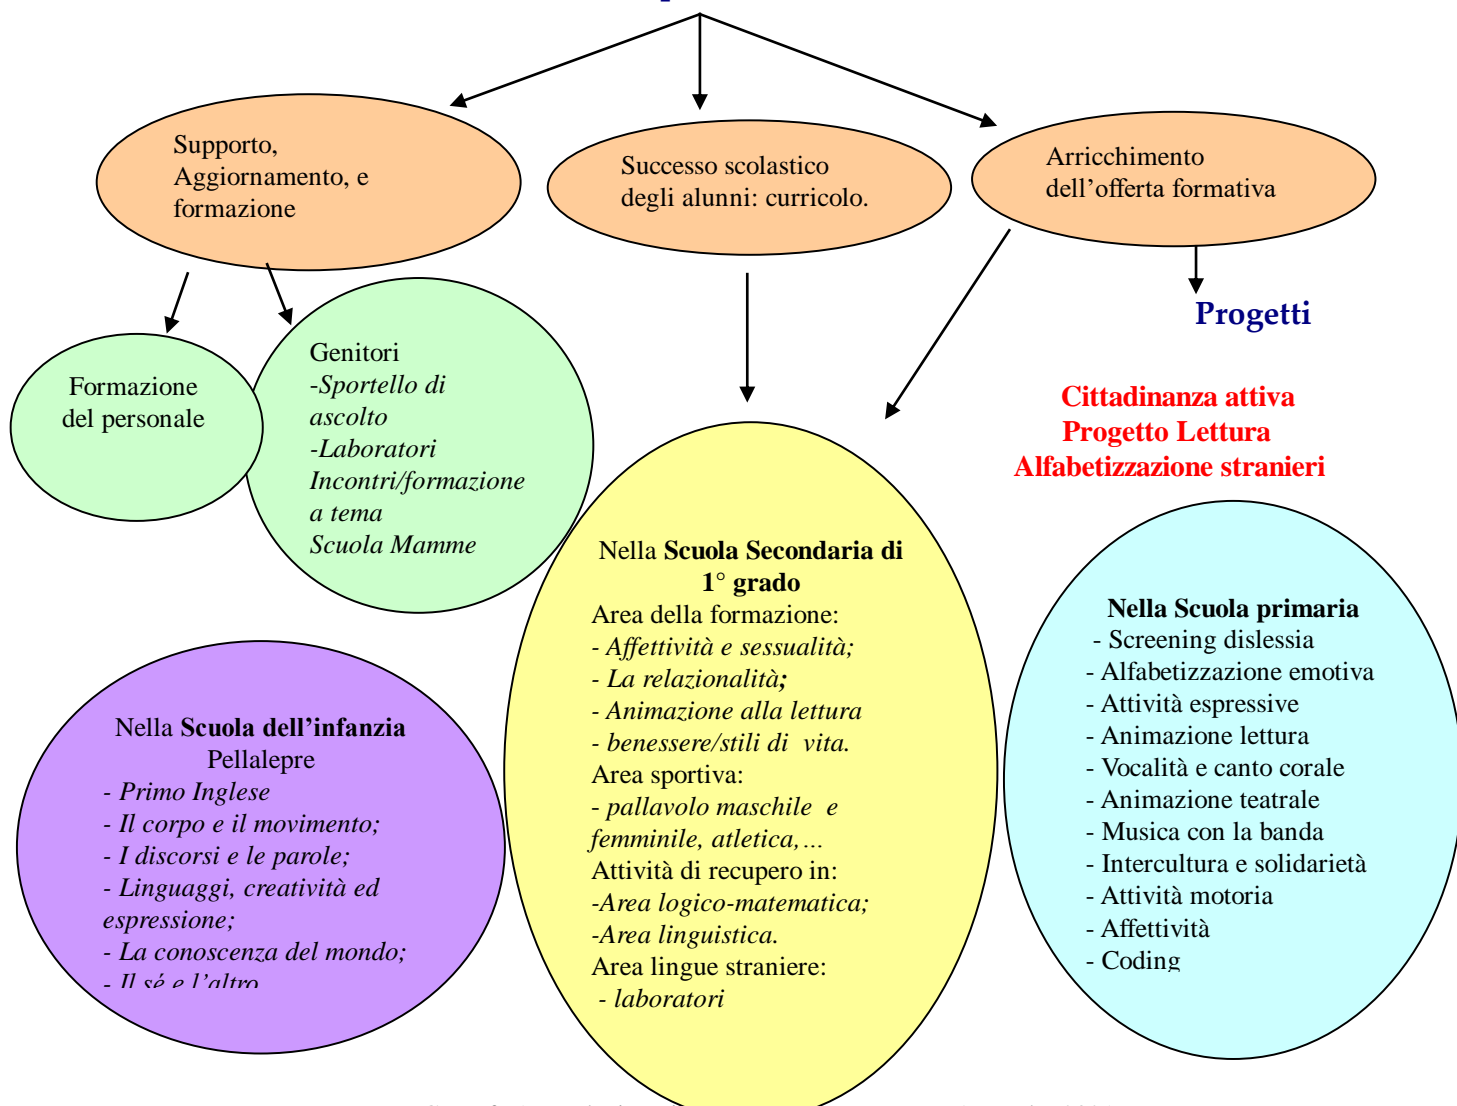 Supporto,
Aggiornamento, e
formazione
Successo scolastico
degli alunni: curricolo.
Arricchimento
dell’offerta formativa
Progetti
Formazione
del personale
Genitori
-Sportello di
ascolto
-Laboratori
Incontri/formazione
a tema
Scuola Mamme
Cittadinanza attiva
Progetto Lettura
Alfabetizzazione stranieri
Nella Scuola Secondaria di
1° grado
Area della formazione:
- Affettività e sessualità;
- La relazionalità;
- Animazione alla lettura
- benessere/stili di  vita.
Area sportiva:
- pallavolo maschile  e
femminile, atletica,…
Attività di recupero in:
-Area logico-matematica;
-Area linguistica.
Area lingue straniere:
- laboratori
Nella Scuola primaria
- Screening dislessia
- Alfabetizzazione emotiva
- Attività espressive
- Animazione lettura
- Vocalità e canto corale
- Animazione teatrale
- Musica con la banda
- Intercultura e solidarietà
- Attività motoria
- Affettività
- Coding
Nella Scuola dell’infanzia
Pellalepre
- Primo Inglese
- Il corpo e il movimento;
- I discorsi e le parole;
- Linguaggi, creatività ed
espressione;
- La conoscenza del mondo;
- Il sé e l’altro